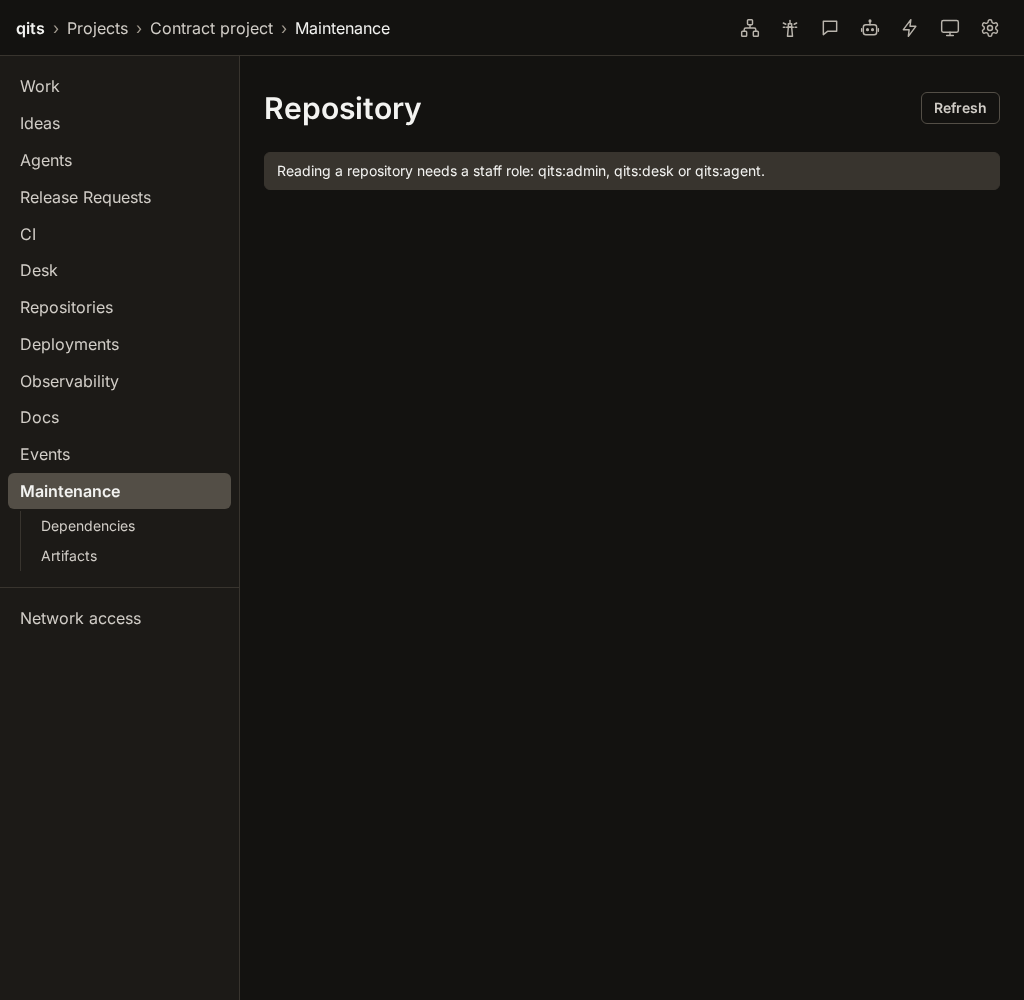 qits › Projects › Contract project › Maintenance
Work
Ideas
Agents
Release Requests
CI
Desk
Repositories
Deployments
Observability
Docs
Events
Maintenance
Dependencies
Artifacts
Network access
Repository
Refresh
Reading a repository needs a staff role: qits:admin, qits:desk or qits:agent.